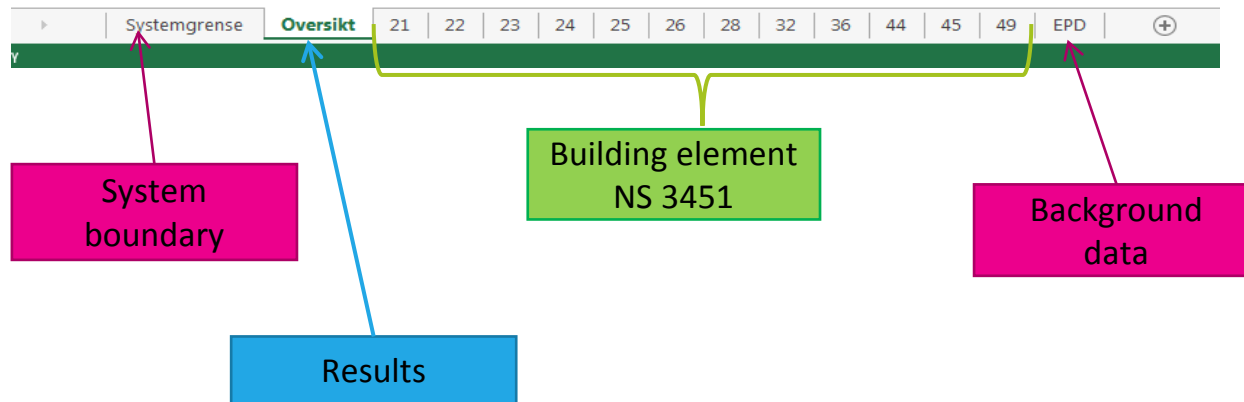 Systemgrense Oversikt 21 22 23 24 25 26 28 32 36 44 45 49 EPD
Y
Building element
NS 3451
System
boundary
Background
data
Results